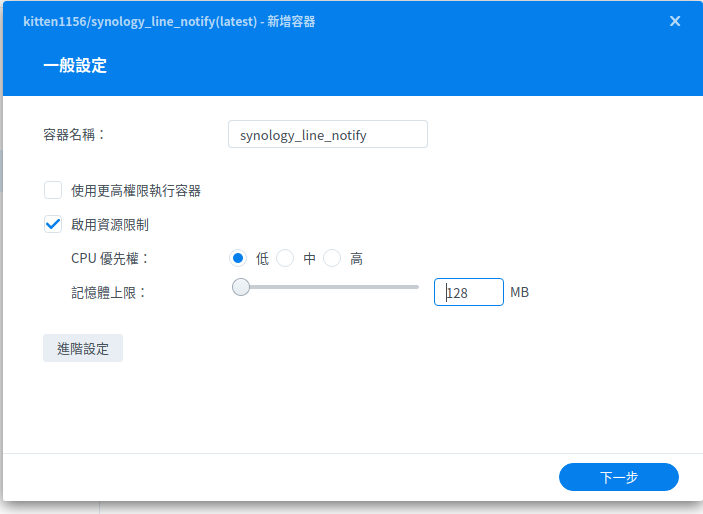 kitten1156/synology_line_notify(latest) - 新增容器
一般設定
容器名稱：
synology_line_notify
使用更高權限執行容器
啟用資源限制
CPU 優先權：
低 中 高
記憶體上限：
128 MB
進階設定
下一步